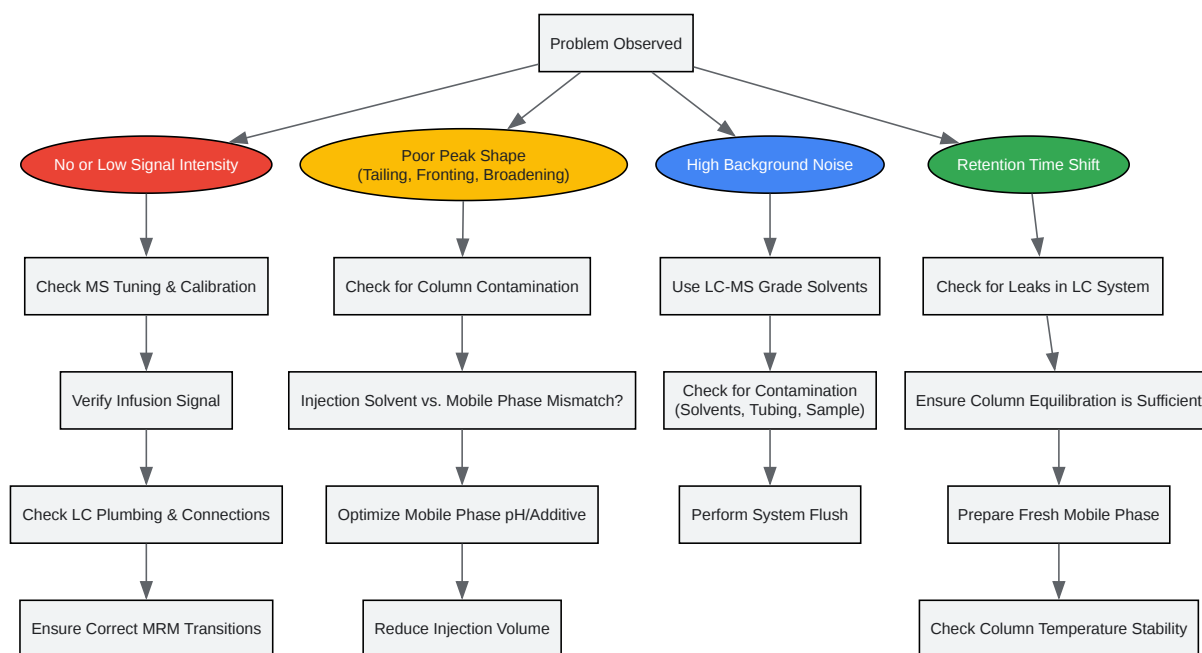 Problem Observed
No or Low Signal Intensity
Poor Peak Shape
(Tailing, Fronting, Broadening)
High Background Noise
Retention Time Shift
Check MS Tuning & Calibration
Check for Column Contamination
Use LC-MS Grade Solvents
Check for Leaks in LC System
Verify Infusion Signal
Injection Solvent vs. Mobile Phase Mismatch?
Check for Contamination
(Solvents, Tubing, Sample)
Ensure Column Equilibration is Sufficient
Check LC Plumbing & Connections
Optimize Mobile Phase pH/Additive
Perform System Flush
Prepare Fresh Mobile Phase
Ensure Correct MRM Transitions
Reduce Injection Volume
Check Column Temperature Stability